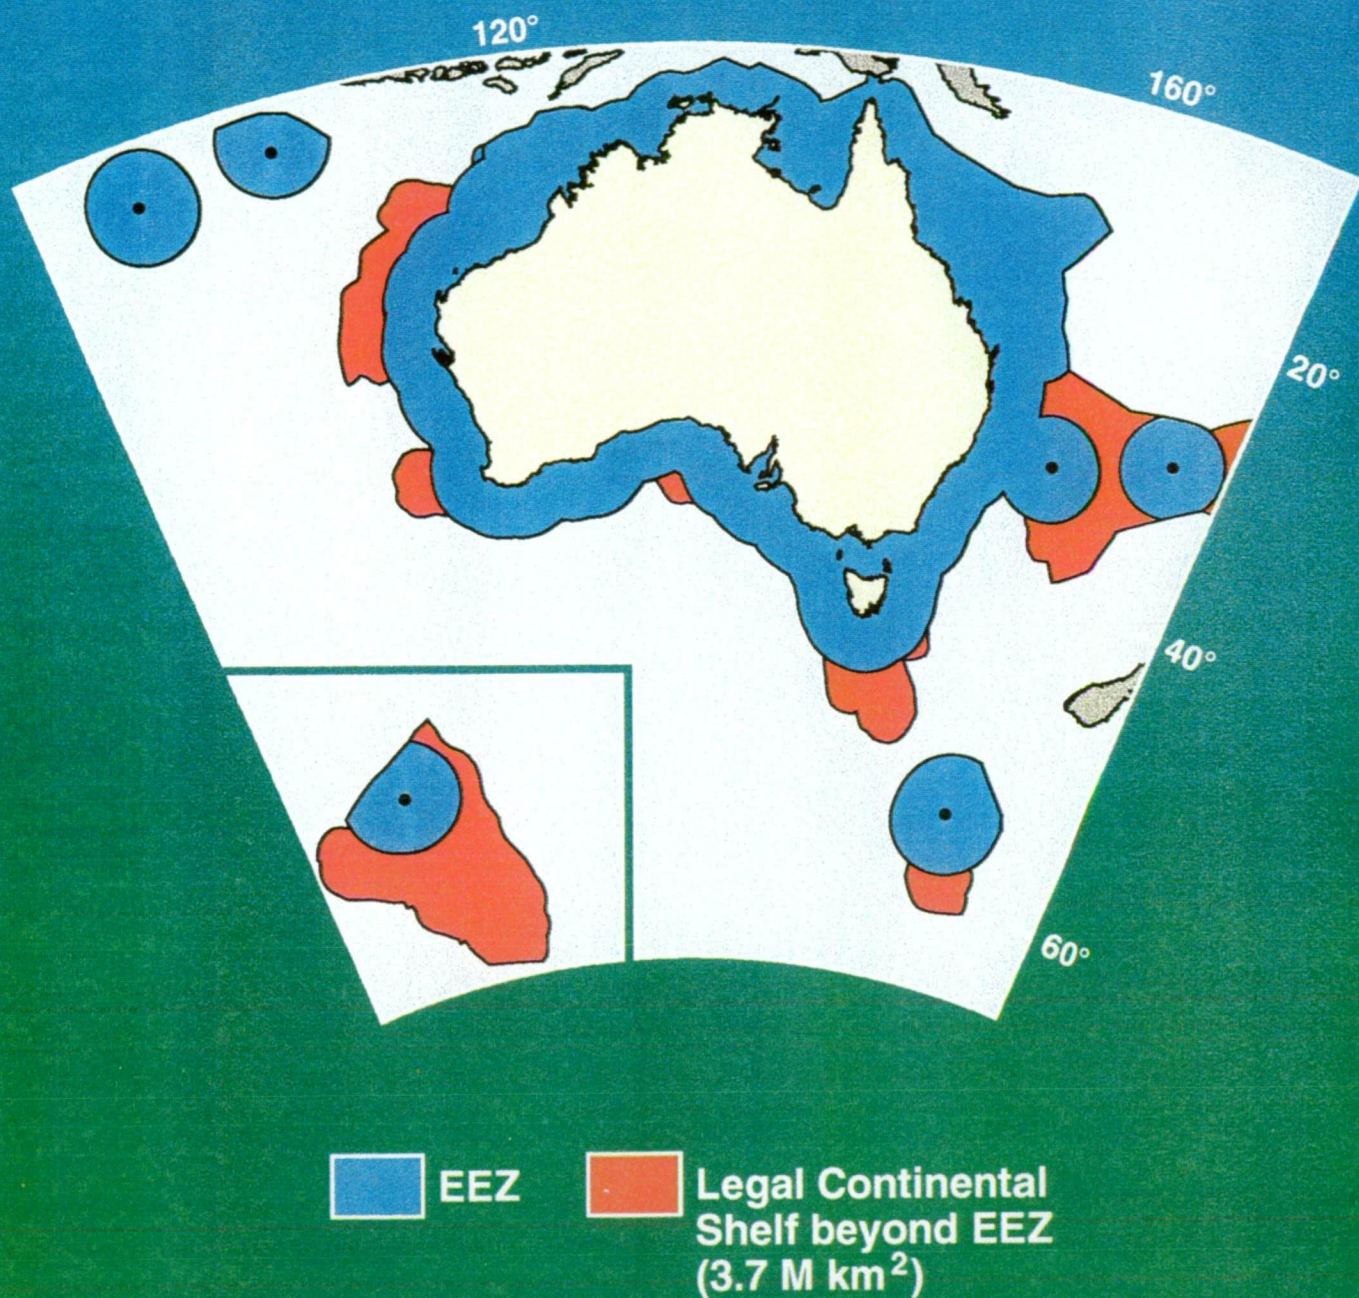 120°
160°
20°
40°
60°
EEZ
Legal Continental
Shelf beyond EEZ
(3.7 M km²)